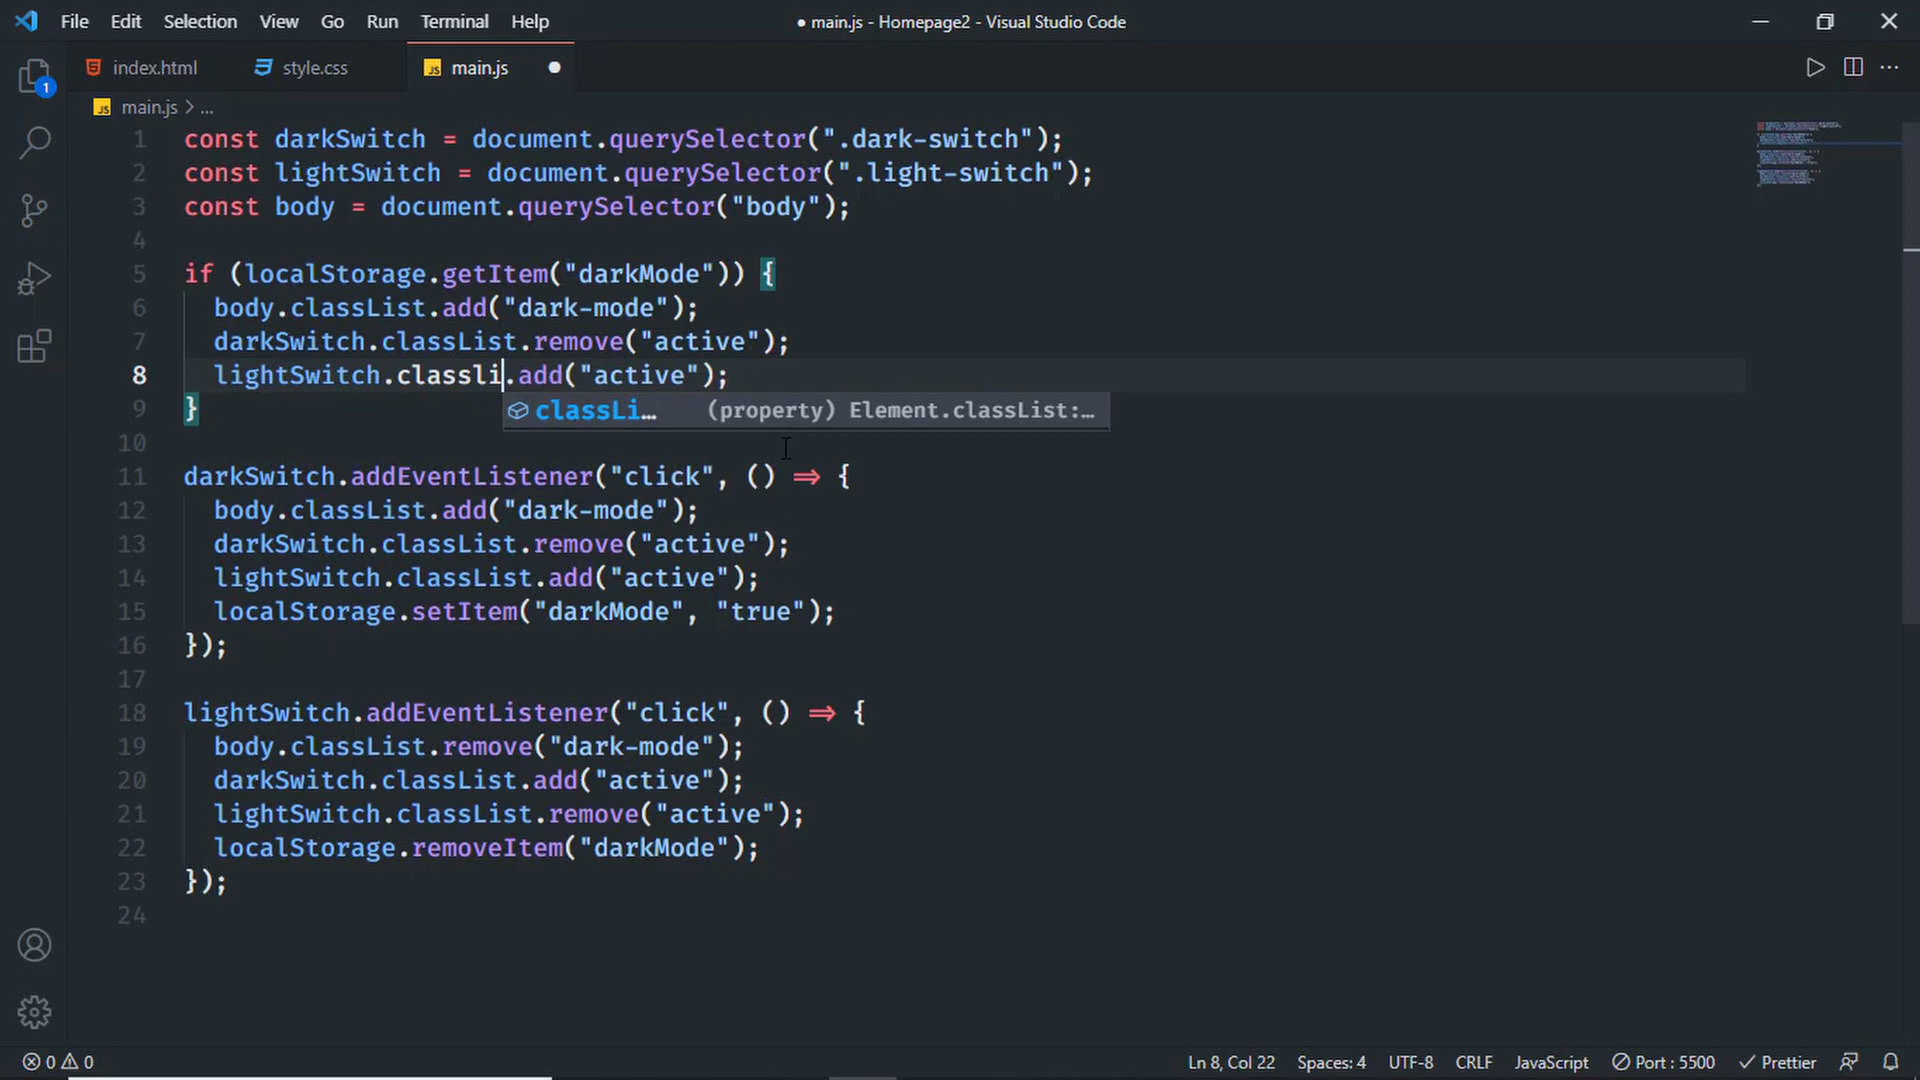 File Edit Selection View Go Run Terminal Help ● main.js - Homepage2 - Visual Studio Code
index.html style.css JS main.js ●
1
JS main.js > ...
1 const darkSwitch = document.querySelector(".dark-switch");
2 const lightSwitch = document.querySelector(".light-switch");
3 const body = document.querySelector("body");
4
5 if (localStorage.getItem("darkMode")) {
6 body.classList.add("dark-mode");
7 darkSwitch.classList.remove("active");
8 lightSwitch.classli.add("active");
9 }
classLi… (property) Element.classList:…
10
11 darkSwitch.addEventListener("click", () ⇒ {
12 body.classList.add("dark-mode");
13 darkSwitch.classList.remove("active");
14 lightSwitch.classList.add("active");
15 localStorage.setItem("darkMode", "true");
16 });
17
18 lightSwitch.addEventListener("click", () ⇒ {
19 body.classList.remove("dark-mode");
20 darkSwitch.classList.add("active");
21 lightSwitch.classList.remove("active");
22 localStorage.removeItem("darkMode");
23 });
24
0 0 Ln 8, Col 22 Spaces: 4 UTF-8 CRLF JavaScript Port : 5500 Prettier